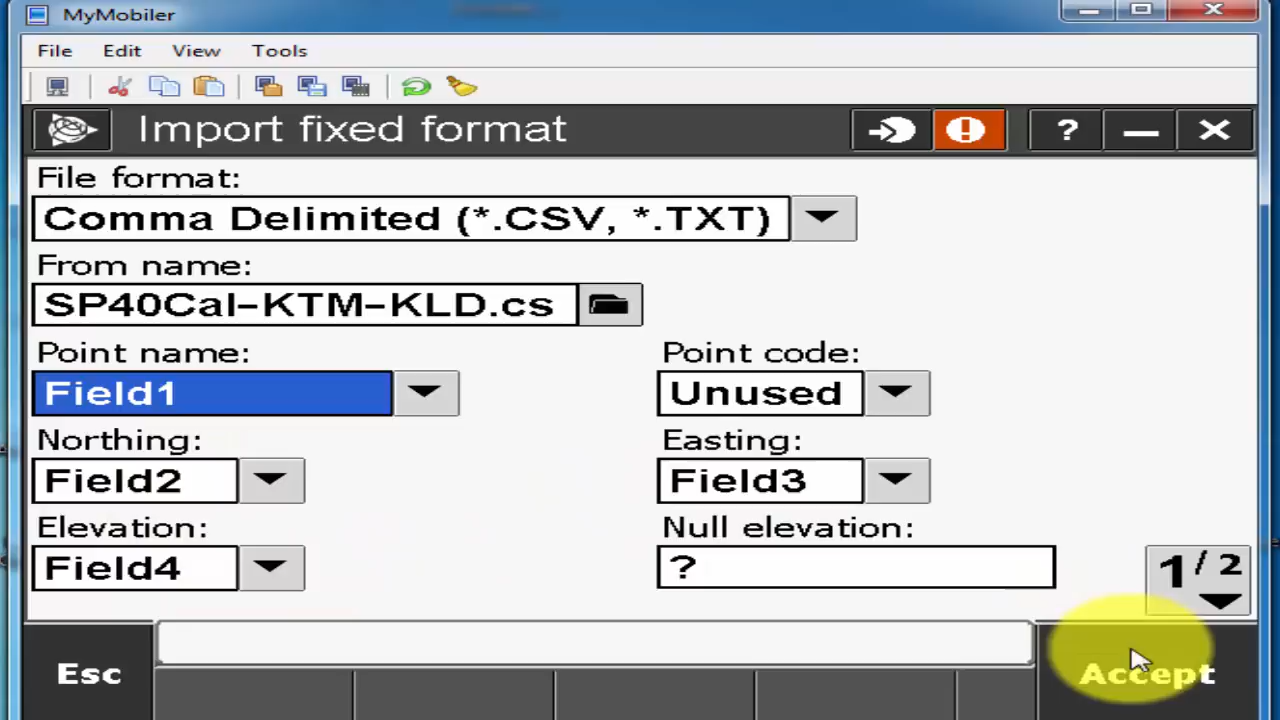 MyMobiler
File Edit View Tools
Import fixed format
?
File format:
Comma Delimited (*.CSV, *.TXT)
From name:
SP40Cal-KTM-KLD.cs
Point name: Point code:
Field1 Unused
Northing: Easting:
Field2 Field3
Elevation: Null elevation:
Field4 ?
1/2
Esc Accept